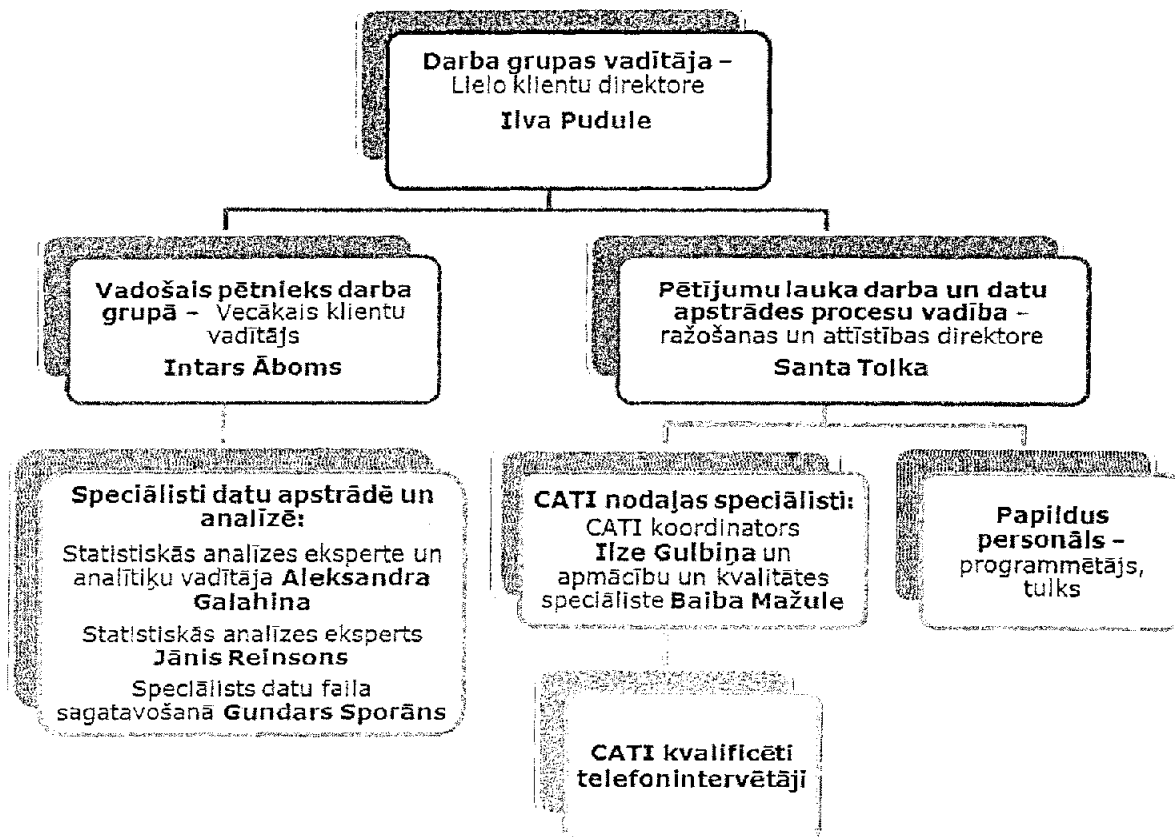 Darba grupas vadītāja –
Lielo klientu direktore
Ilva Pudule
Vadošais pētnieks darba
grupā – Vecākais klientu
vadītājs
Intars Āboms
Pētījumu lauka darba un datu
apstrādes procesu vadība –
ražošanas un attīstības direktore
Santa Tolka
Speciālisti datu apstrādē un
analīzē:
Statistiskās analīzes eksperte un
analītiķu vadītāja Aleksandra
Galahina
Statistiskās analīzes eksperts
Jānis Reinsons
Speciālists datu faila
sagatavošanā Gundars Sporāns
CATI nodaļas speciālisti:
CATI koordinators
Ilze Gulbiņa un
apmācību un kvalitātes
speciāliste Baiba Mažule
Papildus
personāls –
programmētājs,
tulks
CATI kvalificēti
telefonintervētāji